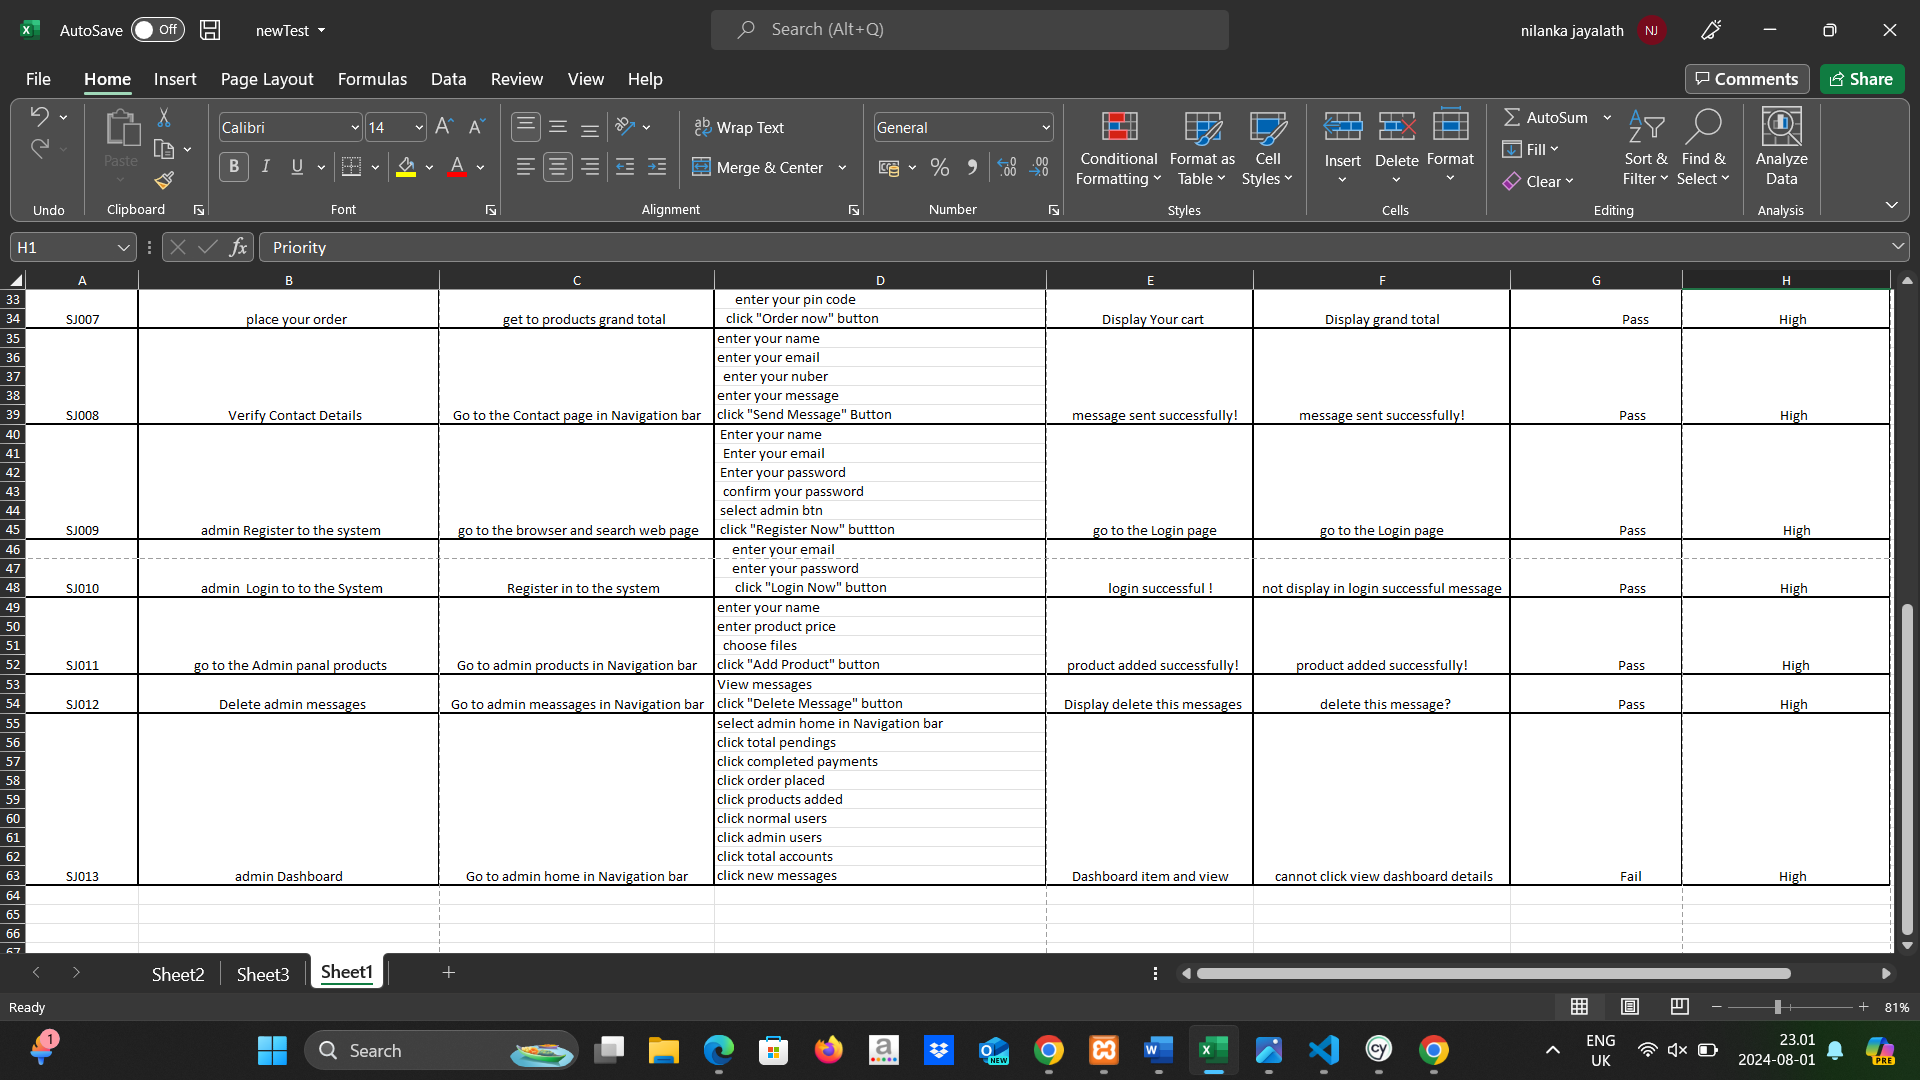 AutoSave Off newTest Search (Alt+Q) nilanka jayalath NJ
File Home Insert Page Layout Formulas Data Review View Help Comments Share
Calibri 14 Wrap Text General AutoSum
Paste B I U Merge & Center Conditional Formatting Format as Table Cell Styles Insert Delete Format Fill Clear Sort & Filter Find & Select Analyze Data
Undo Clipboard Font Alignment Number Styles Cells Editing Analysis
H1 fx Priority
A B C D E F G H
33 enter your pin code
34 SJ007 place your order get to products grand total click "Order now" button Display Your cart Display grand total Pass High
35 enter your name
36 enter your email
37 enter your nuber
38 enter your message
39 SJ008 Verify Contact Details Go to the Contact page in Navigation bar click "Send Message" Button message sent successfully! message sent successfully! Pass High
40 Enter your name
41 Enter your email
42 Enter your password
43 confirm your password
44 select admin btn
45 SJ009 admin Register to the system go to the browser and search web page click "Register Now" buttton go to the Login page go to the Login page Pass High
46 enter your email
47 enter your password
48 SJ010 admin Login to to the System Register in to the system click "Login Now" button login successful ! not display in login successful message Pass High
49 enter your name
50 enter product price
51 choose files
52 SJ011 go to the Admin panal products Go to admin products in Navigation bar click "Add Product" button product added successfully! product added successfully! Pass High
53 View messages
54 SJ012 Delete admin messages Go to admin meassages in Navigation bar click "Delete Message" button Display delete this messages delete this message? Pass High
55 select admin home in Navigation bar
56 click total pendings
57 click completed payments
58 click order placed
59 click products added
60 click normal users
61 click admin users
62 click total accounts
63 SJ013 admin Dashboard Go to admin home in Navigation bar click new messages Dashboard item and view cannot click view dashboard details Fail High
64
65
66
67
Sheet2 Sheet3 Sheet1
Ready 81%
1 Search ENG 23.01
UK 2024-08-01